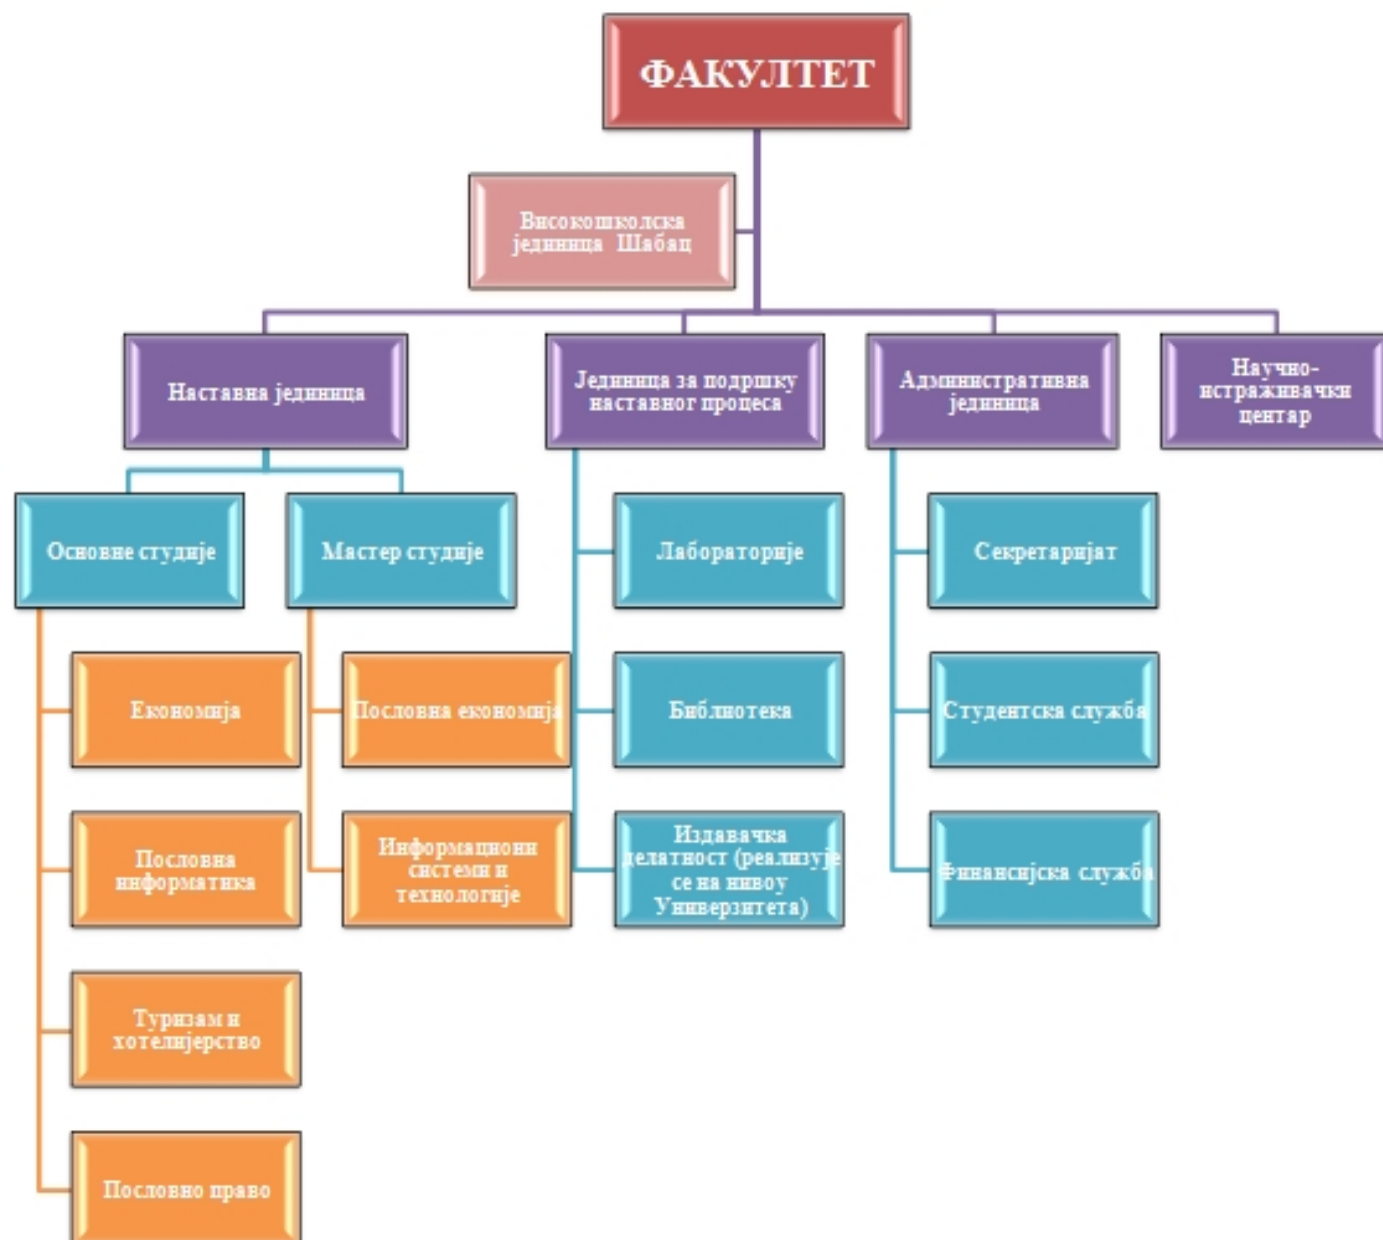 ФАКУЛТЕТ
Високошколска
јединица Шабац
Наставна јединица
Јединица за подршку
наставног процеса
Административна
јединица
Научно-
истраживачки
центар
Основне студије
Мастер студије
Лабораторије
Секретаријат
Економија
Пословна економија
Библиотека
Студентска служба
Пословна
информатика
Информациони
системи и
технологије
Издавачка
делатност (реализује
се на нивоу
Универзитета)
Финансијска служба
Туризам и
хотелијерство
Пословно право